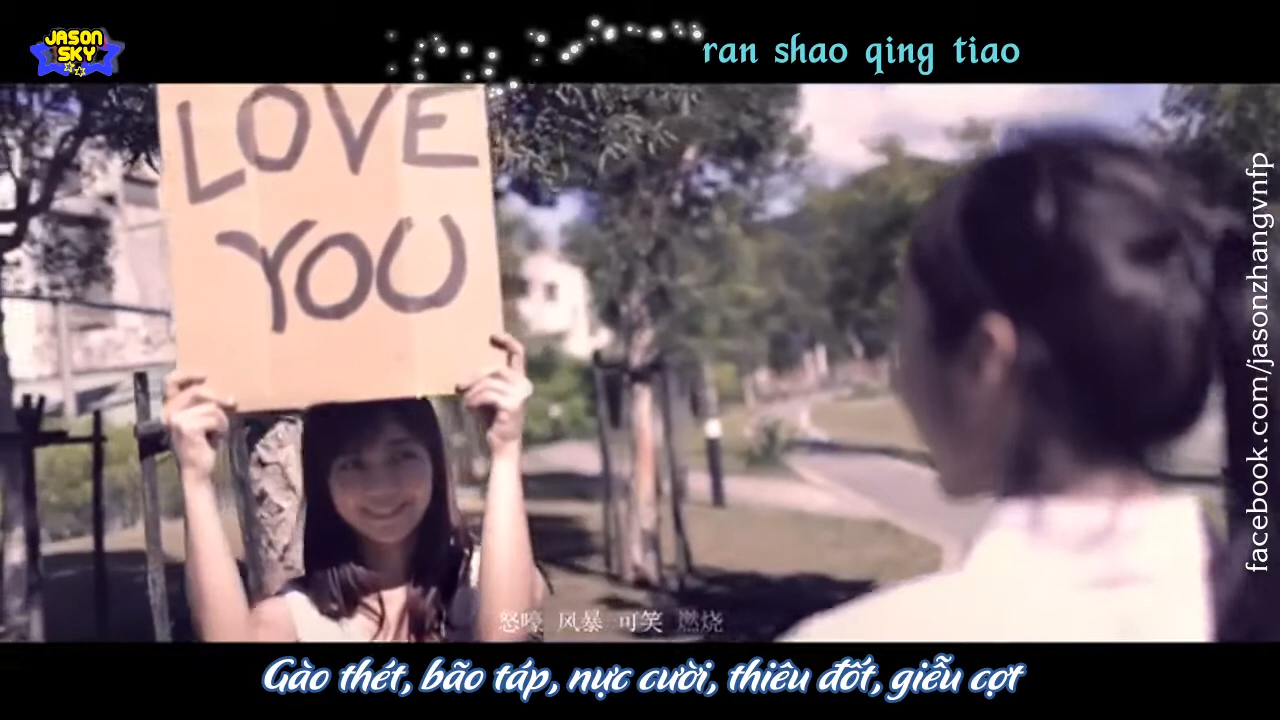 JASON
SKY
ran shao qing tiao
LOVE
YOU
facebook.com/jasonzhangvnfp
怒嚎 风暴 可笑 燃烧
Gào thét, bão táp, nực cười, thiêu đốt, giễu cợt